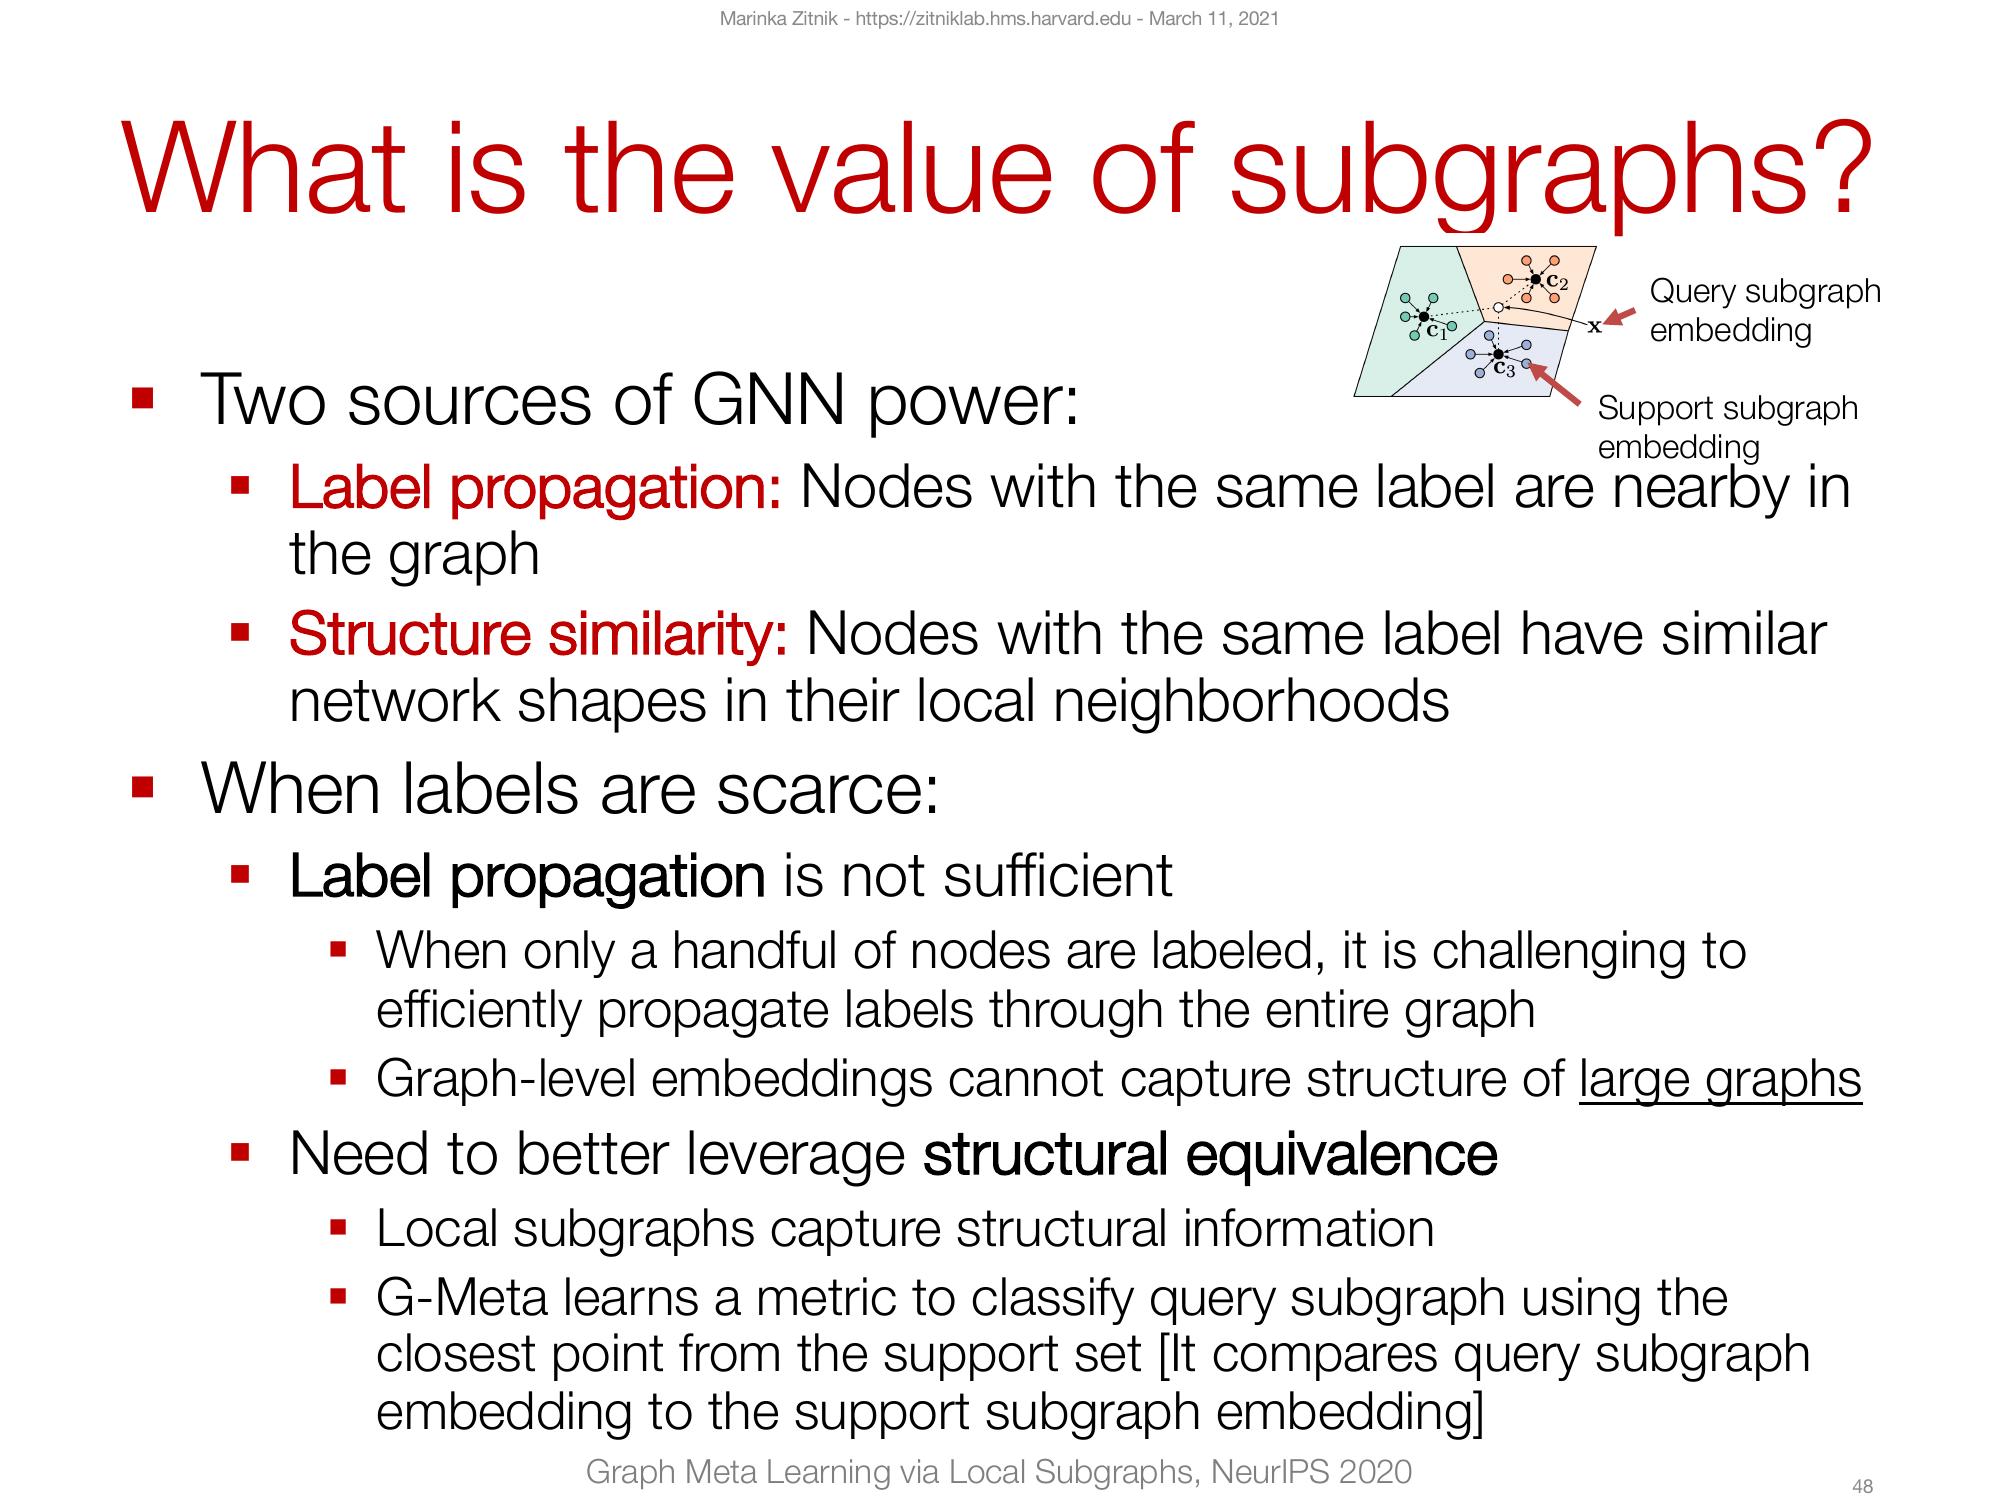 Marinka Zitnik - https://zitniklab.hms.harvard.edu - March 11, 2021
What is the value of subgraphs?
c₁
c₂
c₃
x
Query subgraph
embedding
Support subgraph
embedding
▪ Two sources of GNN power:
▪ Label propagation: Nodes with the same label are nearby in
the graph
▪ Structure similarity: Nodes with the same label have similar
network shapes in their local neighborhoods
▪ When labels are scarce:
▪ Label propagation is not sufficient
▪ When only a handful of nodes are labeled, it is challenging to
efficiently propagate labels through the entire graph
▪ Graph-level embeddings cannot capture structure of large graphs
▪ Need to better leverage structural equivalence
▪ Local subgraphs capture structural information
▪ G-Meta learns a metric to classify query subgraph using the
closest point from the support set [It compares query subgraph
embedding to the support subgraph embedding]
Graph Meta Learning via Local Subgraphs, NeurIPS 2020
48